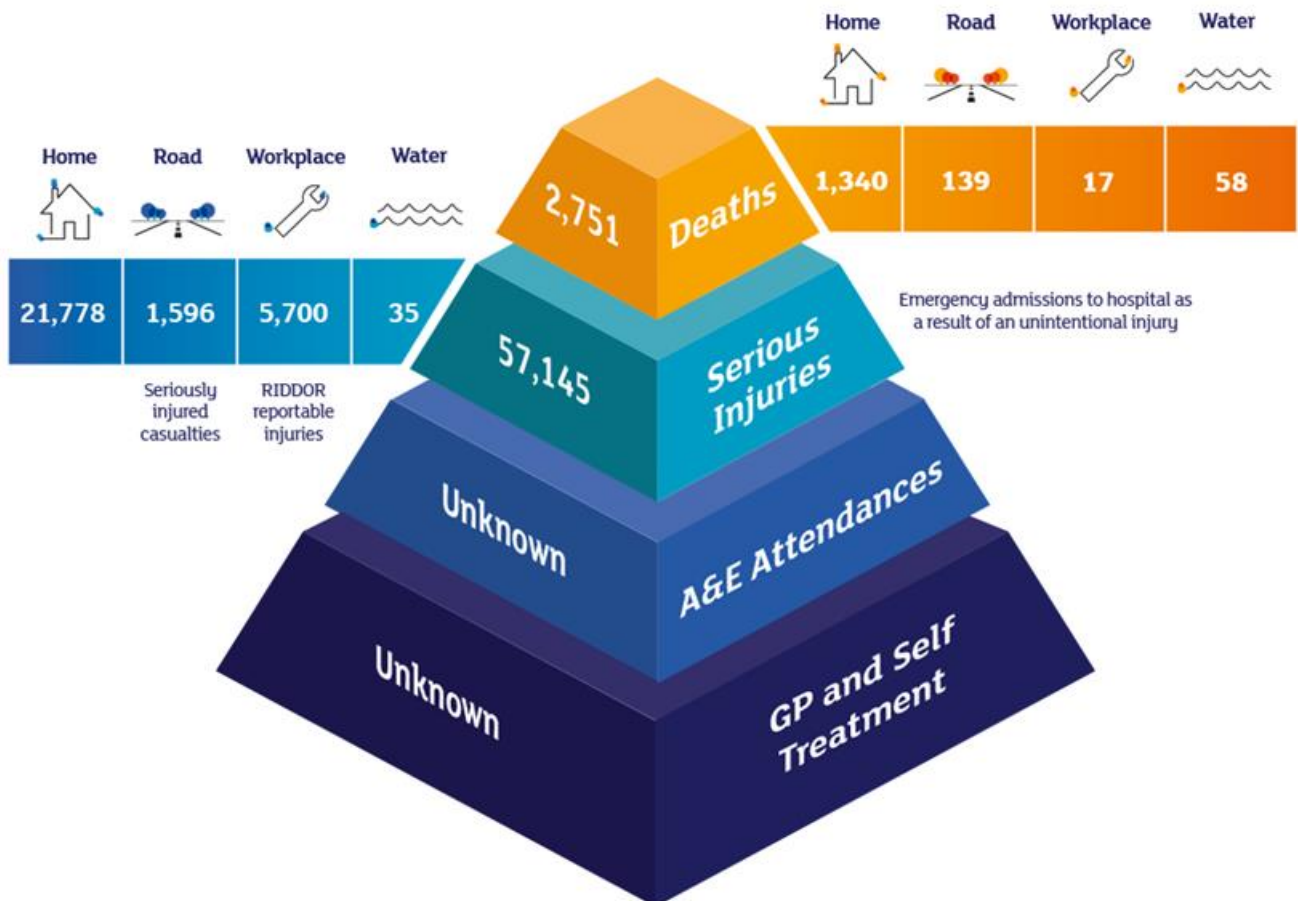 Home Road Workplace Water
1,340 139 17 58
Home Road Workplace Water
21,778 1,596 5,700 35
Seriously
injured
casualties
RIDDOR
reportable
injuries
2,751
Deaths
Emergency admissions to hospital as
a result of an unintentional injury
57,145
Serious
Injuries
Unknown
A&E Attendances
Unknown
GP and Self
Treatment